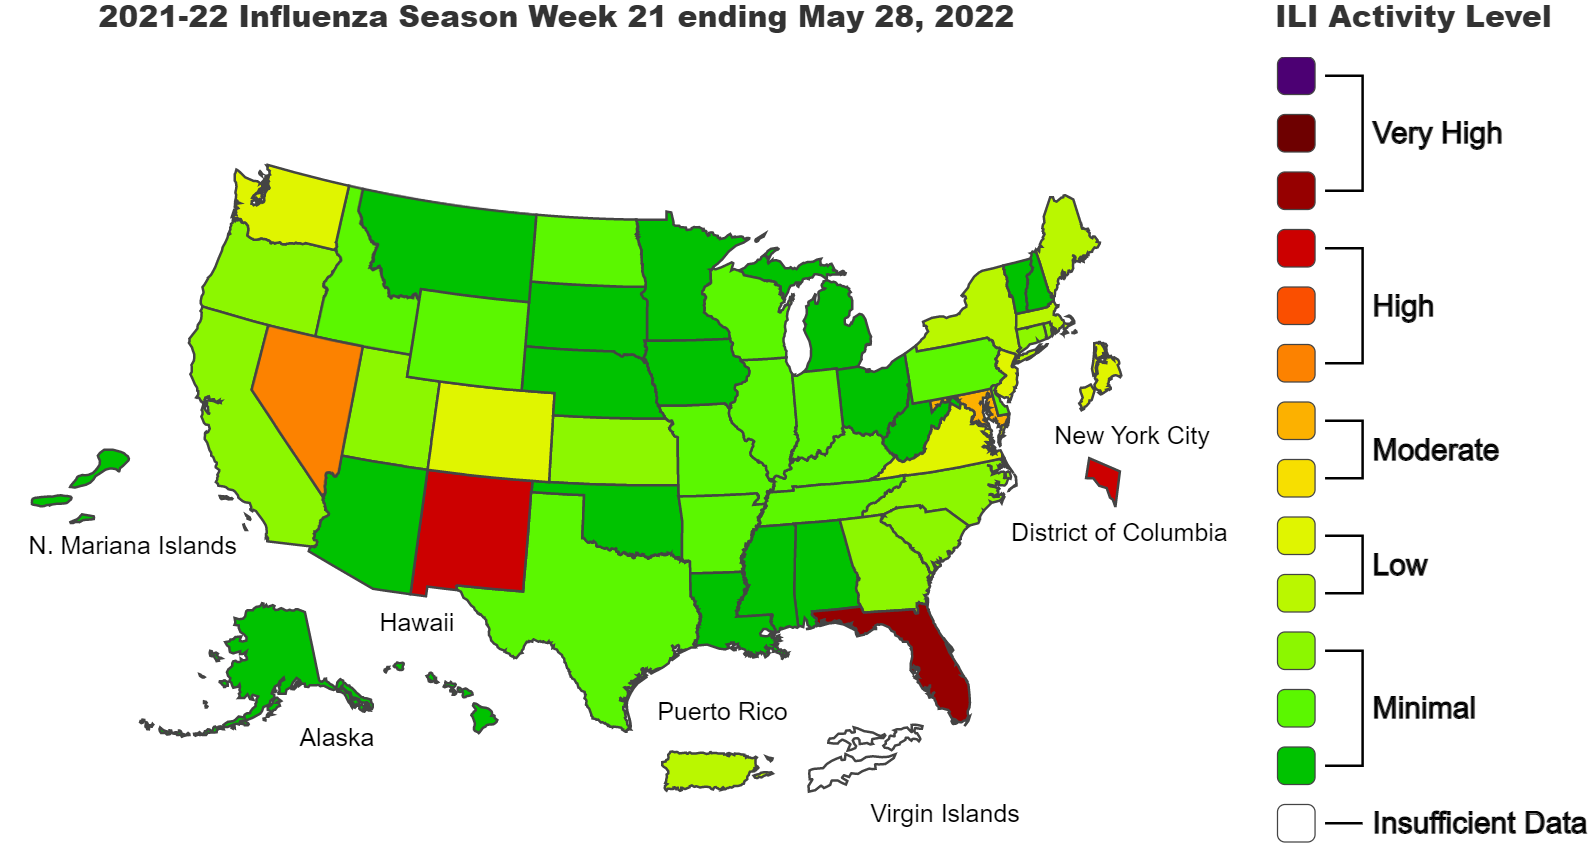 2021-22 Influenza Season Week 21 ending May 28, 2022
ILI Activity Level
Very High
High
Moderate
Low
Minimal
Insufficient Data
New York City
District of Columbia
N. Mariana Islands
Hawaii
Alaska
Puerto Rico
Virgin Islands